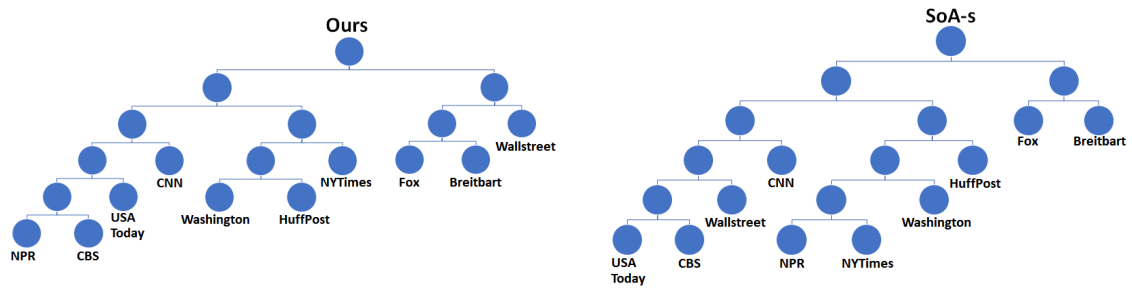 Ours
Wallstreet
CNN
NYTimes
Fox
Breitbart
USA
Today
Washington
HuffPost
NPR
CBS
SoA-s
Fox
Breitbart
CNN
HuffPost
Wallstreet
Washington
USA
Today
CBS
NPR
NYTimes